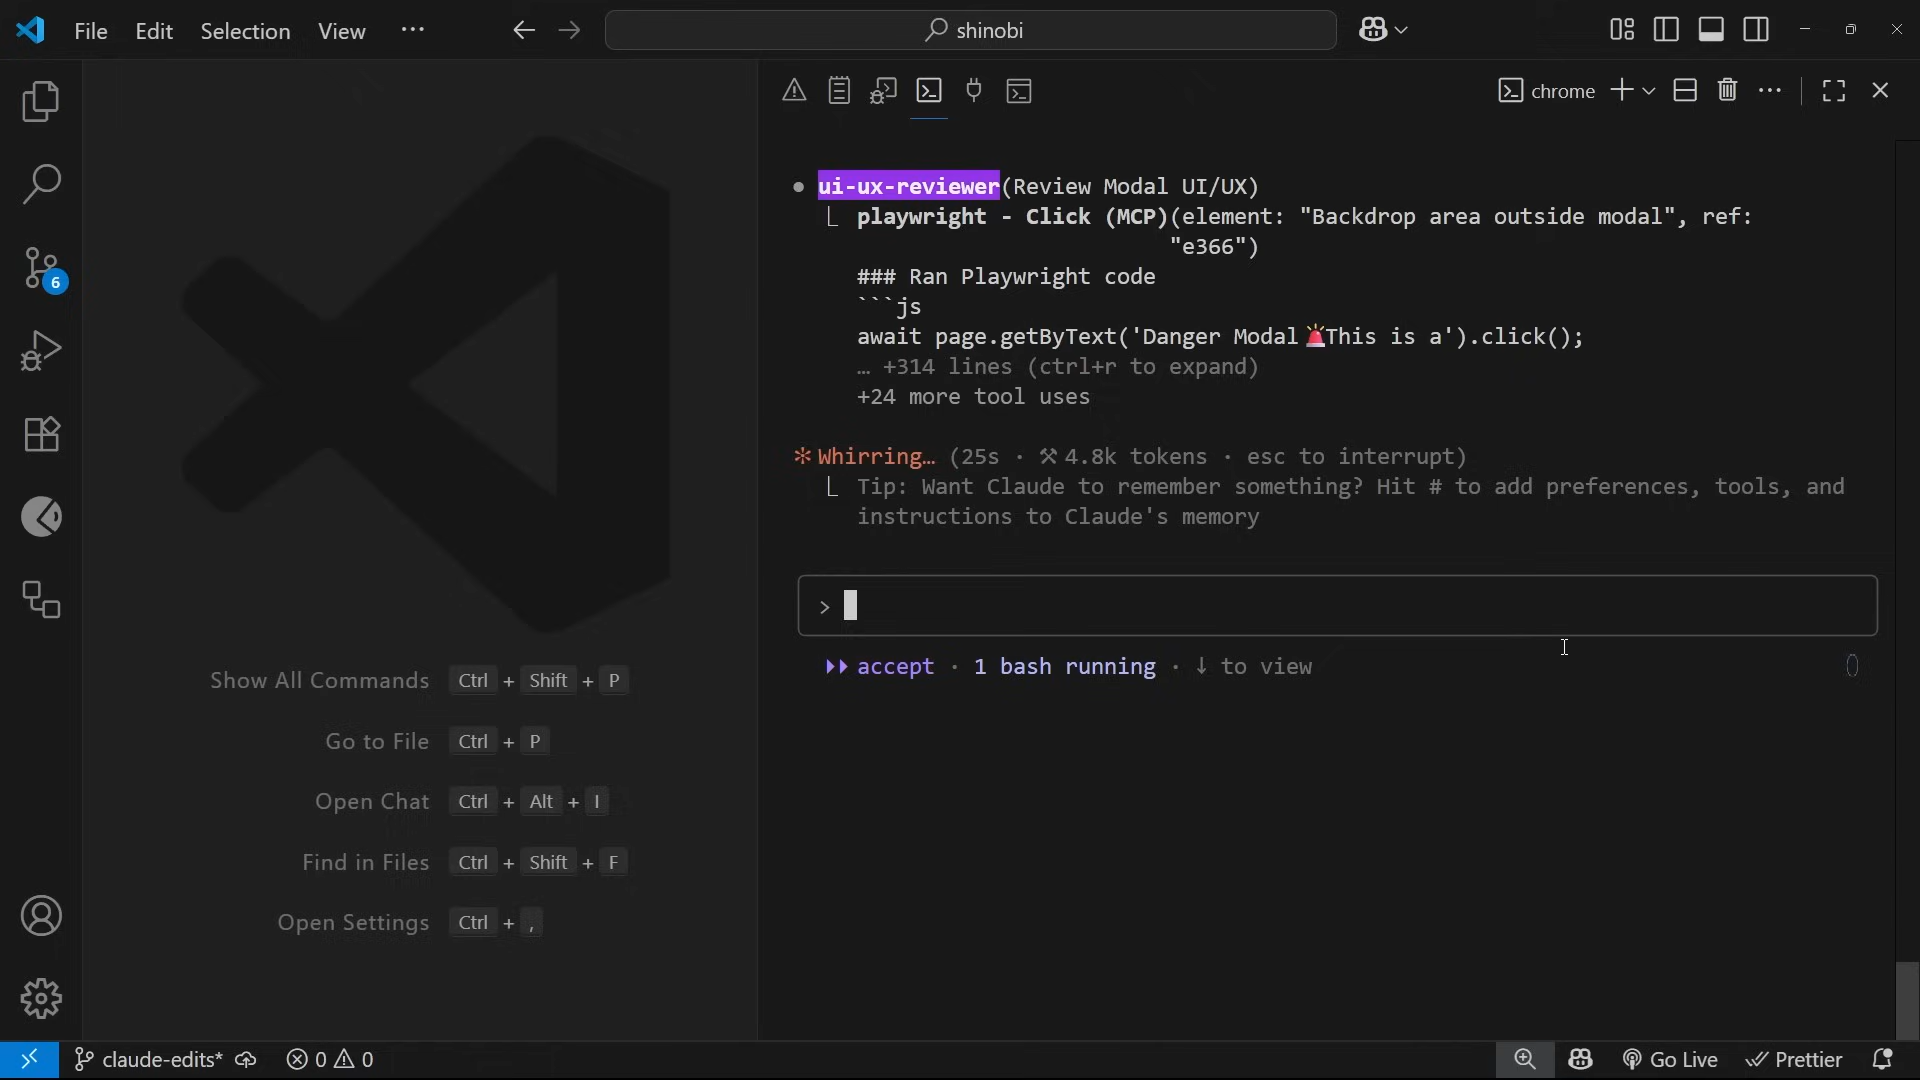 File Edit Selection View ···
shinobi
chrome
● ui-ux-reviewer(Review Modal UI/UX)
⎿ playwright - Click (MCP)(element: "Backdrop area outside modal", ref:
"e366")
### Ran Playwright code
```js
await page.getByText('Danger Modal🚨This is a').click();
… +314 lines (ctrl+r to expand)
+24 more tool uses
✻ Whirring… (25s · ⚒ 4.8k tokens · esc to interrupt)
⎿ Tip: Want Claude to remember something? Hit # to add preferences, tools, and
instructions to Claude's memory
>
⏵⏵ accept · 1 bash running · ↓ to view
6
Show All Commands Ctrl + Shift + P
Go to File Ctrl + P
Open Chat Ctrl + Alt + I
Find in Files Ctrl + Shift + F
Open Settings Ctrl + ,
claude-edits* 0 0 Go Live Prettier